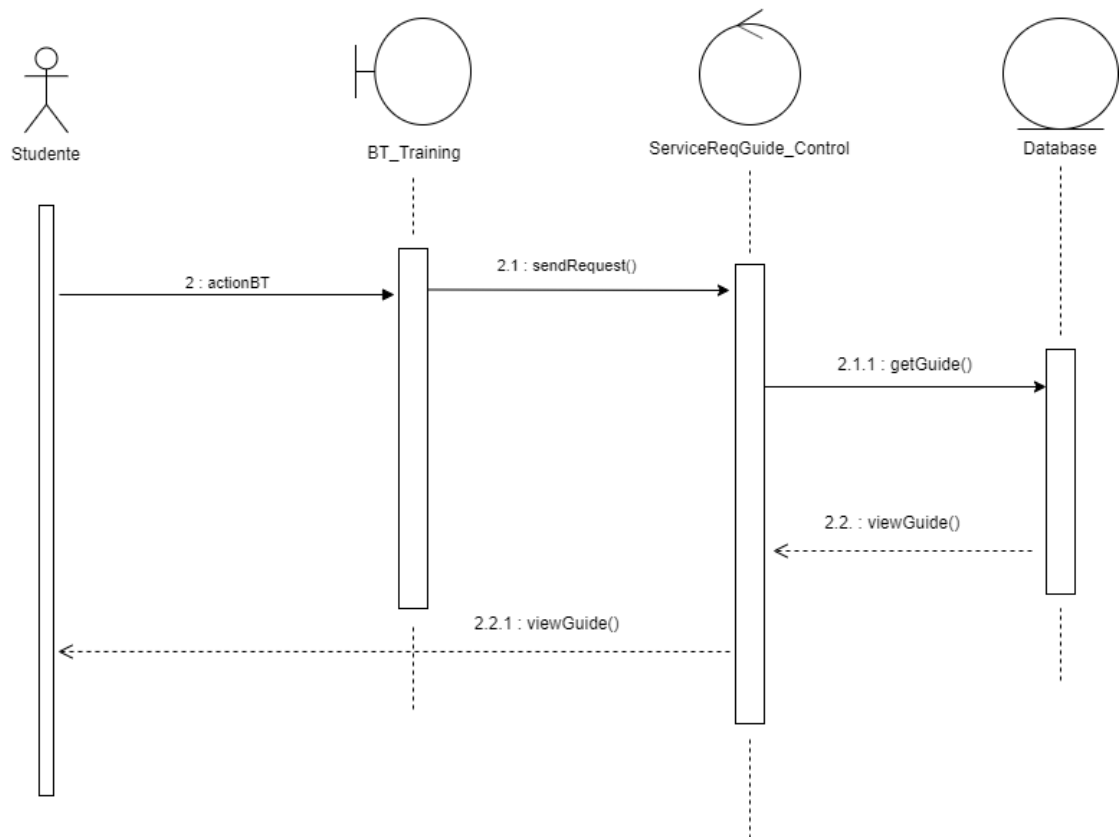 Studente
BT_Training
ServiceReqGuide_Control
Database
2 : actionBT
2.1 : sendRequest()
2.1.1 : getGuide()
2.2. : viewGuide()
2.2.1 : viewGuide()